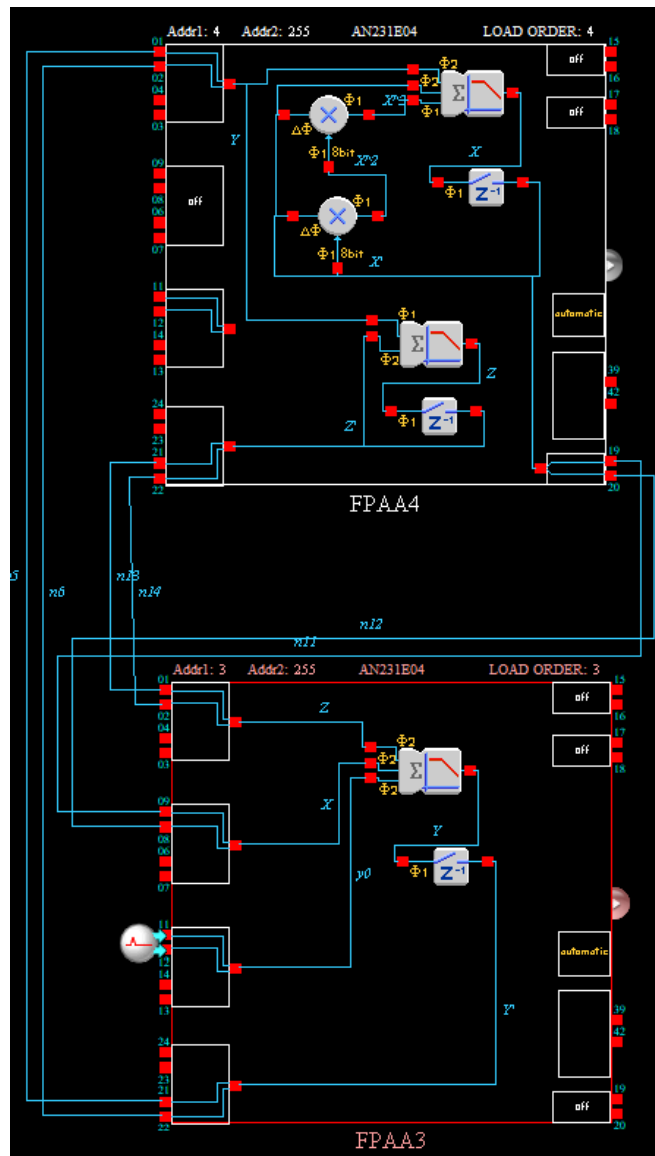 Addr1: 4 Addr2: 255 AN231E04 LOAD ORDER: 4
01
02
04
03
09
08
06
07
11
12
14
13
24
23
21
22
off
off
off
15
16
17
18
automatic
39
42
19
20
Y
Φ2
Φ2
Φ1
Φ1
ΔΦ
Φ1 8bit
X'^2
Σ
X
Φ1
Z-1
Φ1
ΔΦ
Φ1 8bit
X'
Φ1
Φ2
Σ
Z
Φ1
Z-1
Z'
FPAA4
n6
n13
n14
n12
n11
Addr1: 3 Addr2: 255 AN231E04 LOAD ORDER: 3
01
02
04
03
09
08
06
07
11
12
14
13
24
23
21
22
off
off
15
16
17
18
automatic
39
42
off
19
20
Z
Φ2
Φ2
Φ2
Σ
X
y0
Y
Φ1
Z-1
Y'
FPAA3